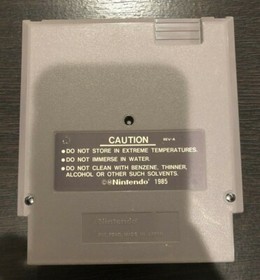 CAUTION REV-A
• DO NOT STORE IN EXTREME TEMPERATURES.
• DO NOT IMMERSE IN WATER.
• DO NOT CLEAN WITH BENZENE, THINNER,
ALCOHOL OR OTHER SUCH SOLVENTS.
©®Nintendo® 1985
Nintendo